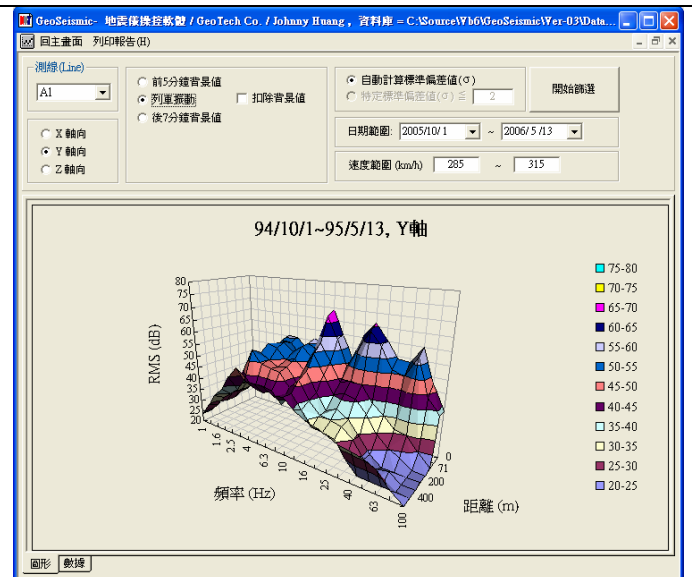 GeoSeismic- 地震儀操控軟體 / GeoTech Co. / Johnny Huang, 資料庫 = C:\Source\Vb6\GeoSeismic\Ver-03\Data...
回主畫面 列印報告(H)
測線(Line)
A1
X 軸向
Y 軸向
Z 軸向
前5分鐘背景值
列車振動
後7分鐘背景值
扣除背景值
自動計算標準偏差值(σ)
特定標準偏差值(σ) ≦ 2
開始篩選
日期範圍: 2005/10/ 1 ~ 2006/ 5 /13
速度範圍 (km/h) 285 ~ 315
94/10/1~95/5/13, Y軸
RMS (dB)
80
75
70
65
60
55
50
45
40
35
30
25
20
1
1.6
2.5
4
6.3
10
16
25
40
63
100
頻率 (Hz)
0
71
200
400
距離 (m)
75-80
70-75
65-70
60-65
55-60
50-55
45-50
40-45
35-40
30-35
25-30
20-25
圖形 數據